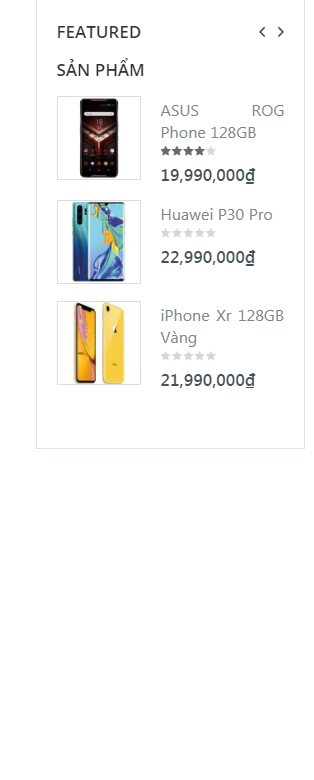 FEATURED
SẢN PHẨM
ASUS ROG
Phone 128GB
19,990,000₫
Huawei P30 Pro
22,990,000₫
iPhone Xr 128GB
Vàng
21,990,000₫